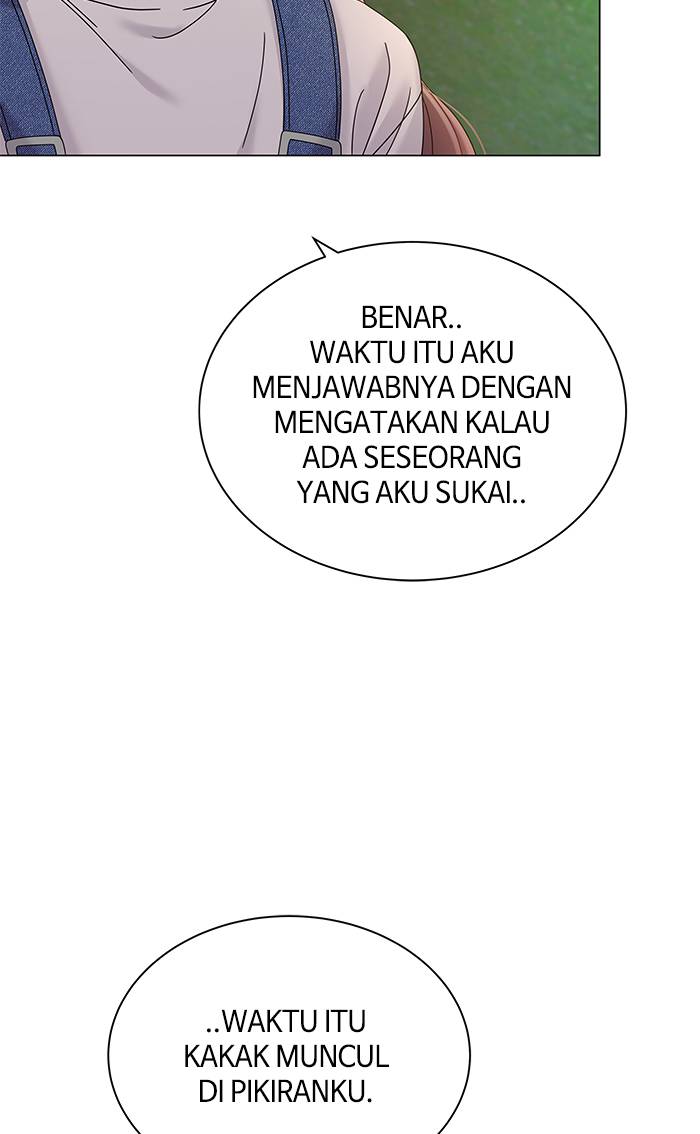 BENAR..
WAKTU ITU AKU
MENJAWABNYA DENGAN
MENGATAKAN KALAU
ADA SESEORANG
YANG AKU SUKAI..
..WAKTU ITU
KAKAK MUNCUL
DI PIKIRANKU.